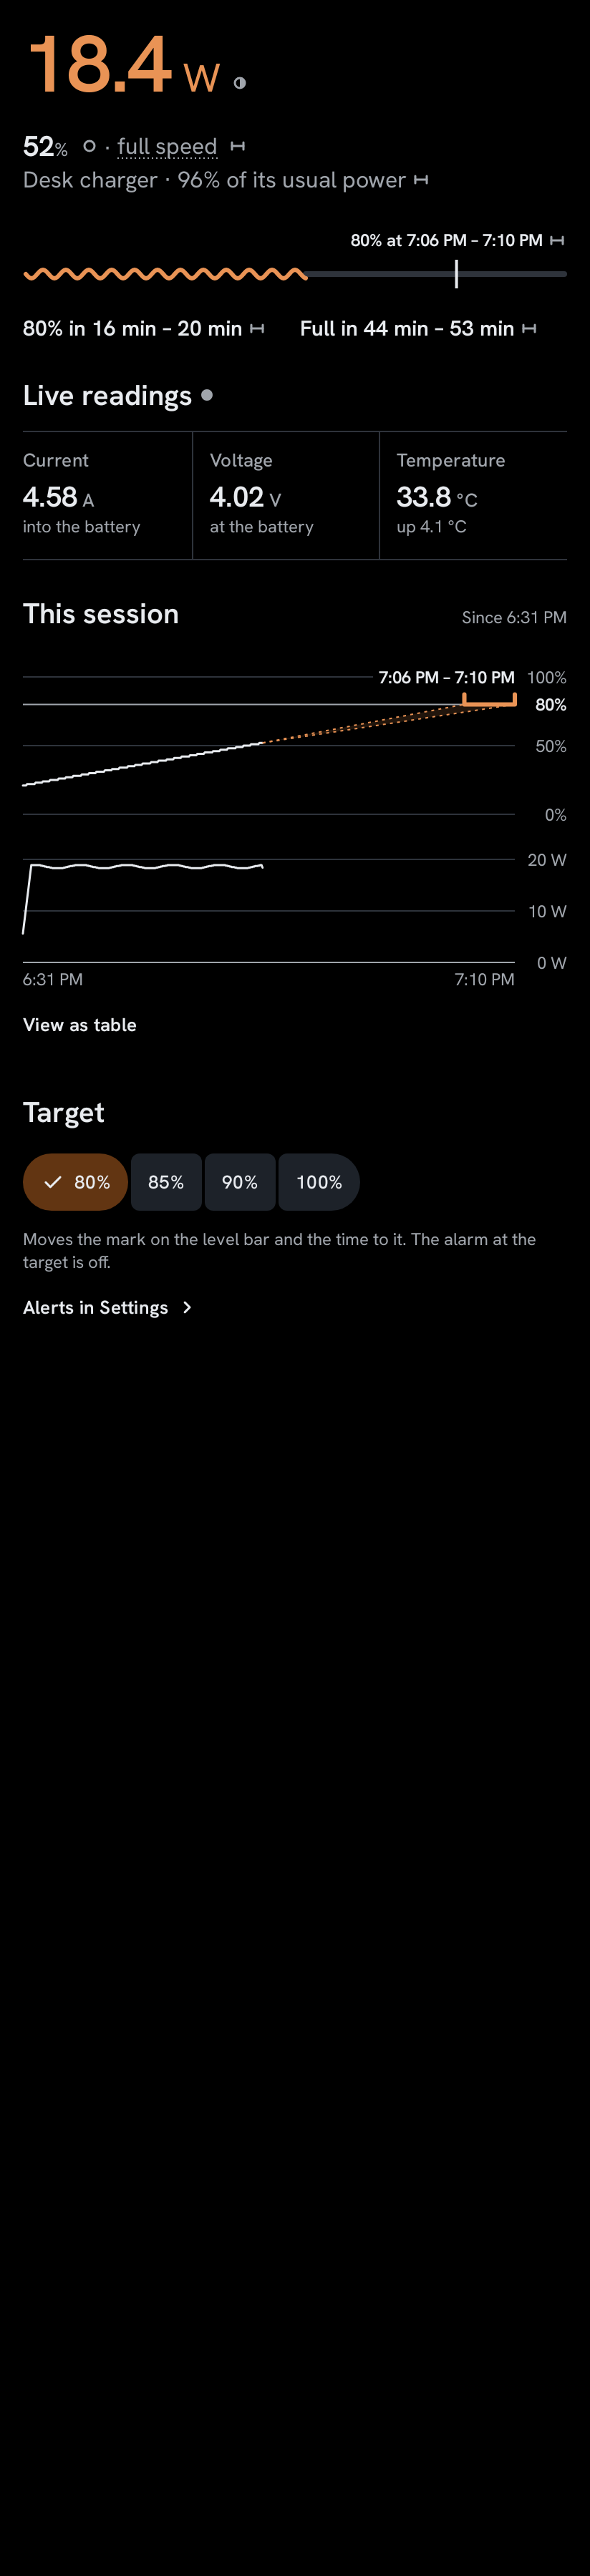 18.4 W
52% · full speed
Desk charger · 96% of its usual power
80% at 7:06 PM – 7:10 PM
80% in 16 min – 20 min Full in 44 min – 53 min
Live readings
Current Voltage Temperature
4.58 A 4.02 V 33.8 °C
into the battery at the battery up 4.1 °C
This session Since 6:31 PM
7:06 PM – 7:10 PM 100%
80%
50%
0%
20 W
10 W
0 W
6:31 PM 7:10 PM
View as table
Target
80% 85% 90% 100%
Moves the mark on the level bar and the time to it. The alarm at the
target is off.
Alerts in Settings